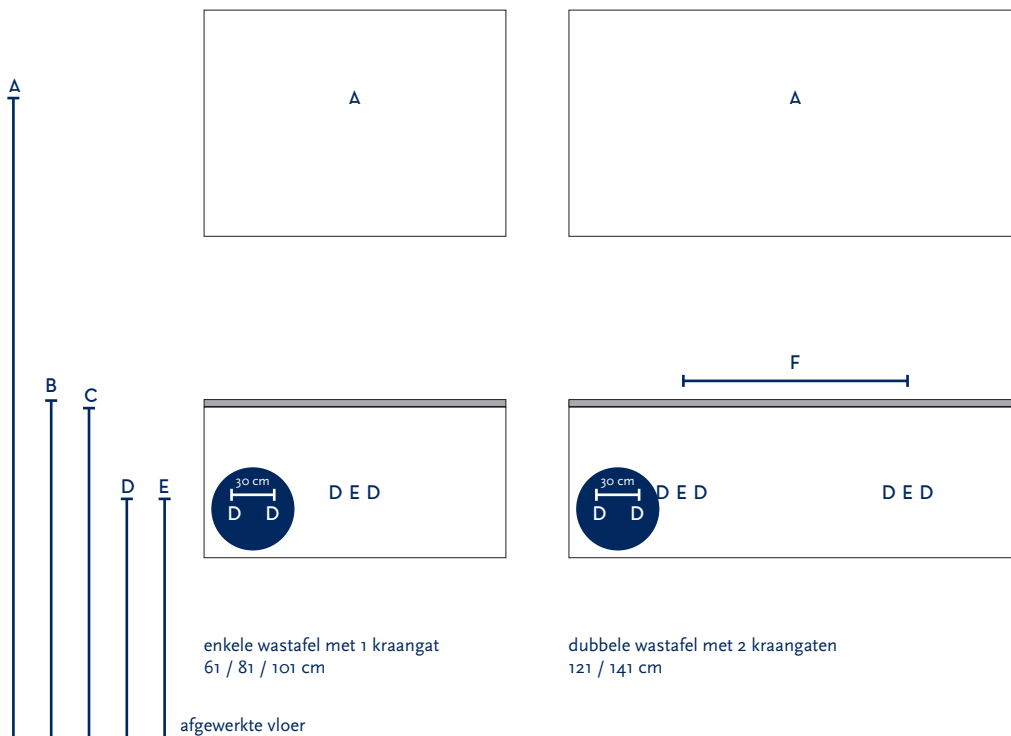 A
A
A
F
B
C
D
E
30 cm
D D
D E D
30 cm
D D
D E D
D E D
enkele wastafel met 1 kraangat
61 / 81 / 101 cm
dubbele wastafel met 2 kraangaten
121 / 141 cm
afgewerkte vloer